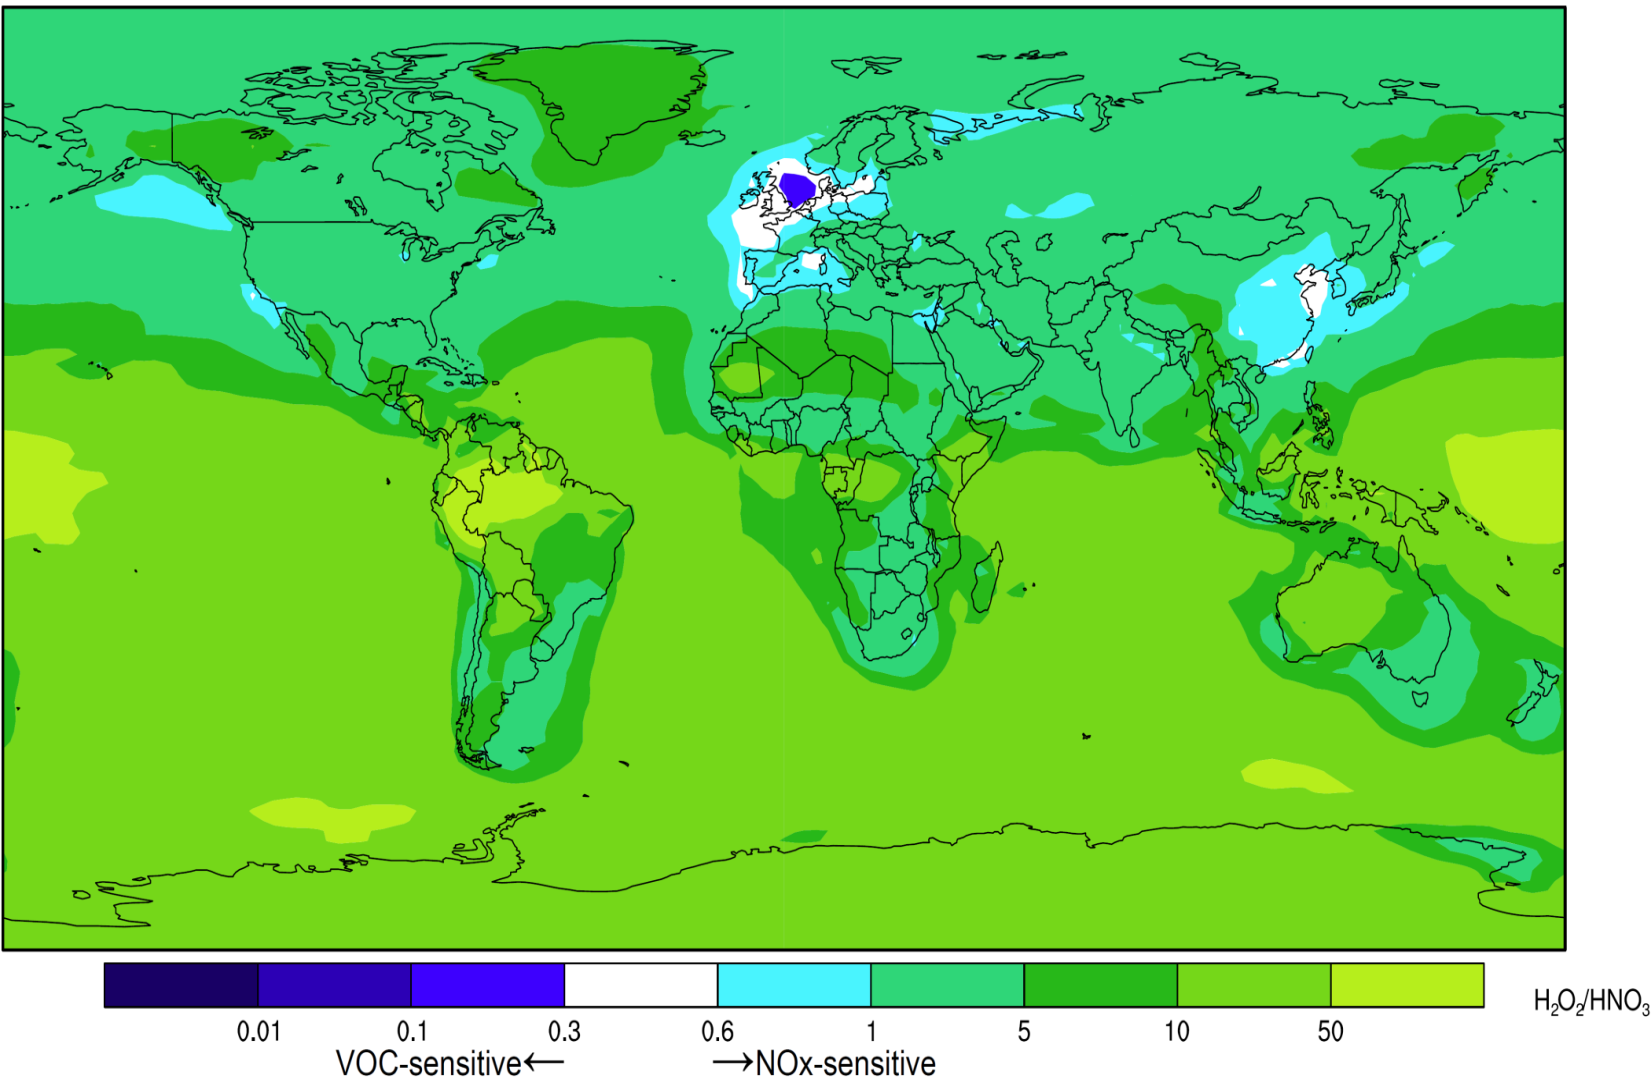 H₂O₂/HNO₃
0.01 0.1 0.3 0.6 1 5 10 50
VOC-sensitive← →NOx-sensitive